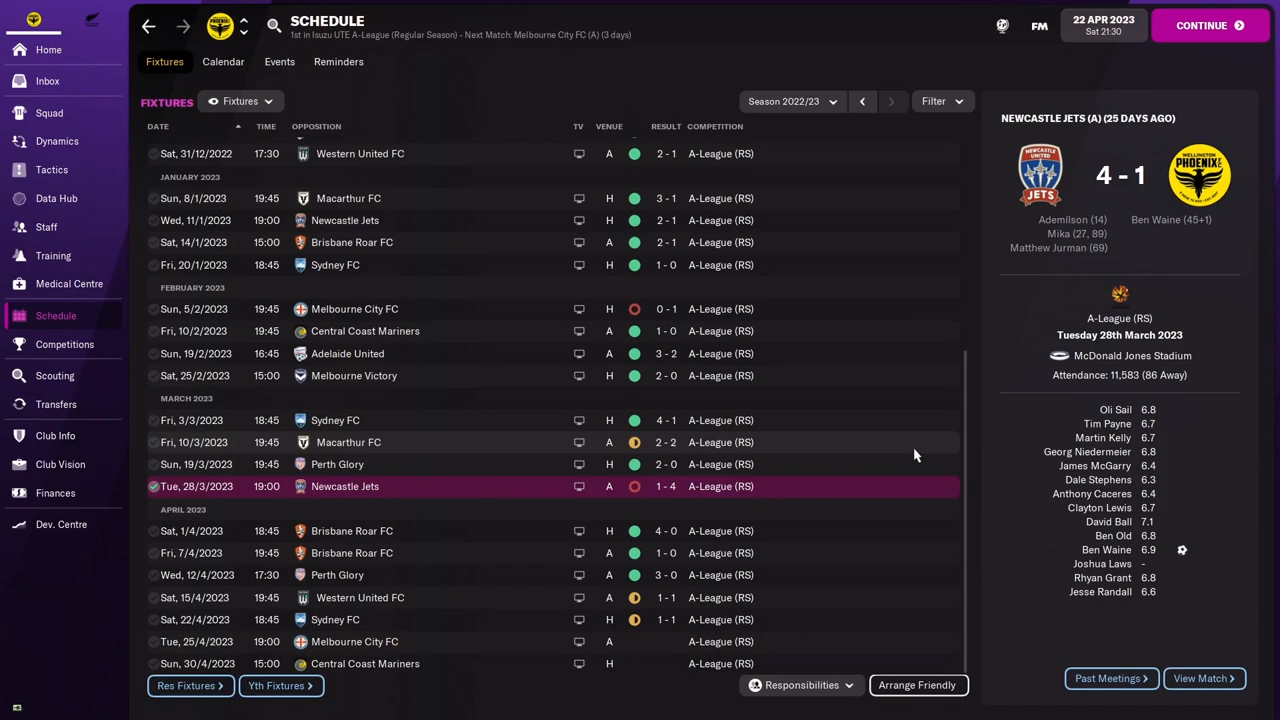 SCHEDULE
1st in Isuzu UTE A-League (Regular Season) - Next Match: Melbourne City FC (A) (3 days)
FM
22 APR 2023
Sat 21:30
CONTINUE
Home
Inbox
Squad
Dynamics
Tactics
Data Hub
Staff
Training
Medical Centre
Schedule
Competitions
Scouting
Transfers
Club Info
Club Vision
Finances
Dev. Centre
Fixtures Calendar Events Reminders
FIXTURES Fixtures Season 2022/23 Filter
DATE TIME OPPOSITION TV VENUE RESULT COMPETITION
Sat, 31/12/2022 17:30 Western United FC A 2 - 1 A-League (RS)
JANUARY 2023
Sun, 8/1/2023 19:45 Macarthur FC H 3 - 1 A-League (RS)
Wed, 11/1/2023 19:00 Newcastle Jets H 2 - 1 A-League (RS)
Sat, 14/1/2023 15:00 Brisbane Roar FC A 2 - 1 A-League (RS)
Fri, 20/1/2023 18:45 Sydney FC H 1 - 0 A-League (RS)
FEBRUARY 2023
Sun, 5/2/2023 19:45 Melbourne City FC H 0 - 1 A-League (RS)
Fri, 10/2/2023 19:45 Central Coast Mariners A 1 - 0 A-League (RS)
Sun, 19/2/2023 16:45 Adelaide United A 3 - 2 A-League (RS)
Sat, 25/2/2023 15:00 Melbourne Victory H 2 - 0 A-League (RS)
MARCH 2023
Fri, 3/3/2023 18:45 Sydney FC H 4 - 1 A-League (RS)
Fri, 10/3/2023 19:45 Macarthur FC A 2 - 2 A-League (RS)
Sun, 19/3/2023 19:45 Perth Glory H 2 - 0 A-League (RS)
Tue, 28/3/2023 19:00 Newcastle Jets A 1 - 4 A-League (RS)
APRIL 2023
Sat, 1/4/2023 18:45 Brisbane Roar FC H 4 - 0 A-League (RS)
Fri, 7/4/2023 19:45 Brisbane Roar FC A 1 - 0 A-League (RS)
Wed, 12/4/2023 17:30 Perth Glory A 3 - 0 A-League (RS)
Sat, 15/4/2023 19:45 Western United FC A 1 - 1 A-League (RS)
Sat, 22/4/2023 18:45 Sydney FC H 1 - 1 A-League (RS)
Tue, 25/4/2023 19:00 Melbourne City FC A A-League (RS)
Sun, 30/4/2023 15:00 Central Coast Mariners H A-League (RS)
Res Fixtures Yth Fixtures Responsibilities Arrange Friendly
NEWCASTLE JETS (A) (25 DAYS AGO)
NEWCASTLE UNITED
JETS
WELLINGTON
PHOENIX FC
4 - 1
Ademílson (14) Ben Waine (45+1)
Mika (27, 89)
Matthew Jurman (69)
A-League (RS)
Tuesday 28th March 2023
McDonald Jones Stadium
Attendance: 11,583 (86 Away)
Oli Sail 6.8
Tim Payne 6.7
Martin Kelly 6.7
Georg Niedermeier 6.8
James McGarry 6.4
Dale Stephens 6.3
Anthony Caceres 6.4
Clayton Lewis 6.7
David Ball 7.1
Ben Old 6.8
Ben Waine 6.9
Joshua Laws -
Rhyan Grant 6.8
Jesse Randall 6.6
Past Meetings View Match